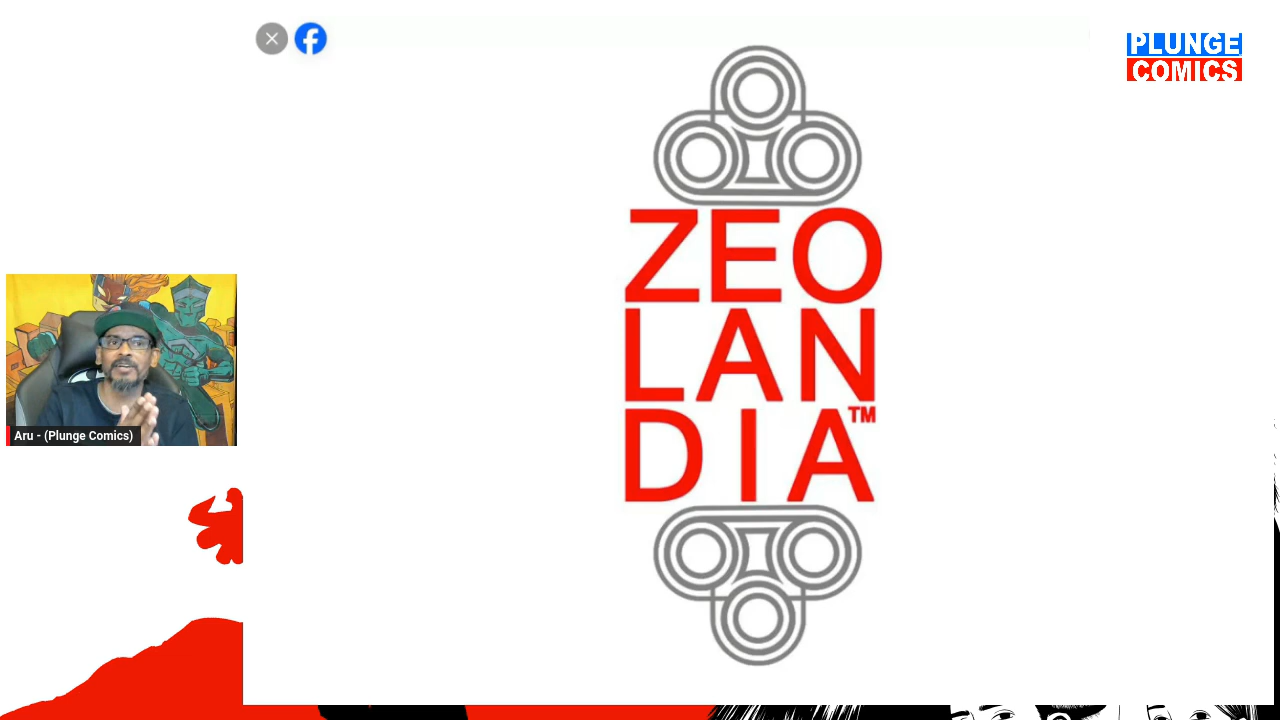 PLUNGE
COMICS
ZEO
LAN
DIA™
Aru - (Plunge Comics)